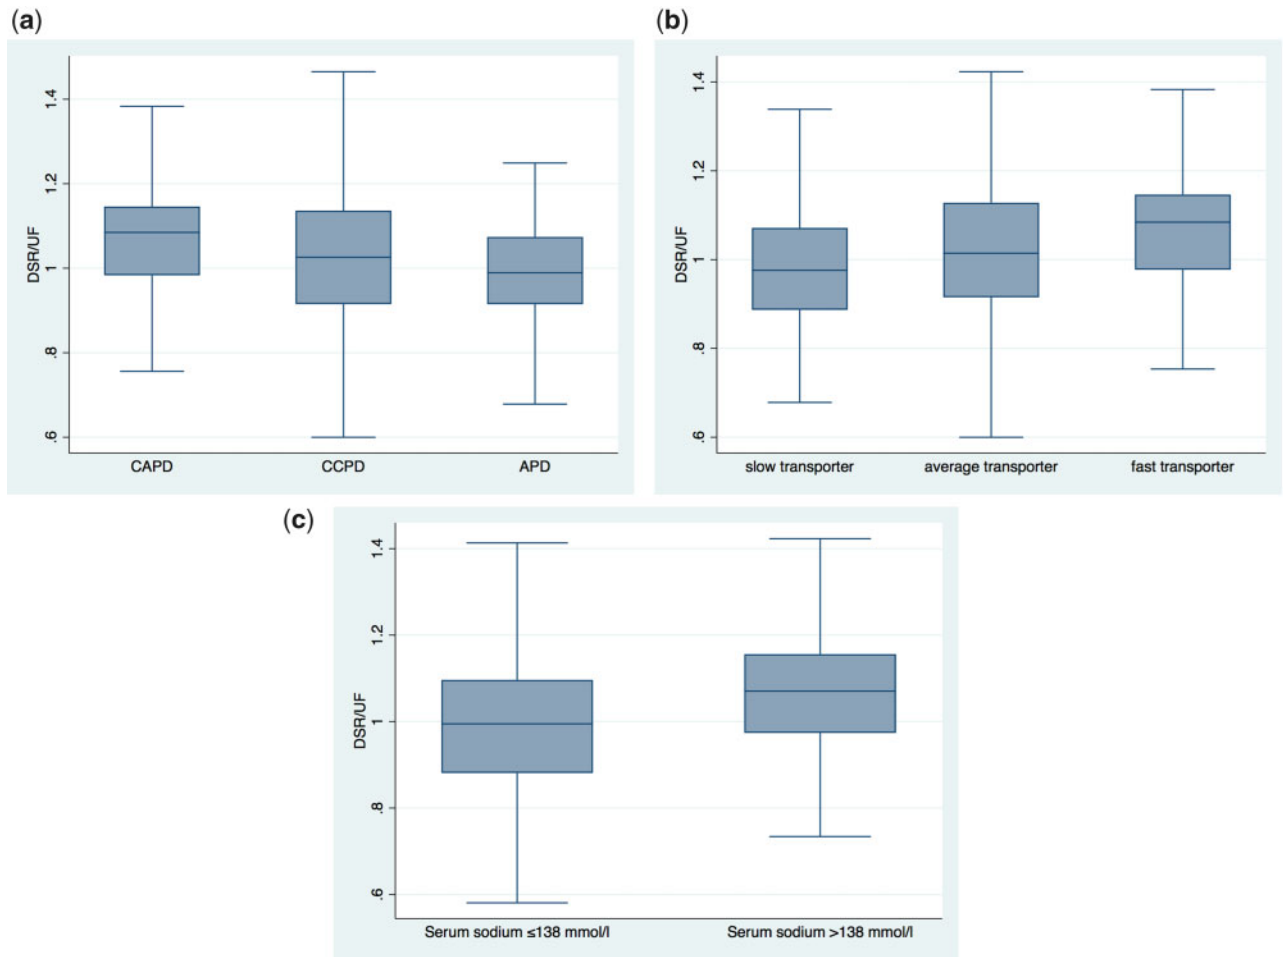 (a)
DSR/UF
1.4
1.2
1
.8
.6
CAPD CCPD APD
(b)
DSR/UF
1.4
1.2
1
.8
.6
slow transporter average transporter fast transporter
(c)
DSR/UF
1.4
1.2
1
.8
.6
Serum sodium ≤138 mmol/l Serum sodium >138 mmol/l